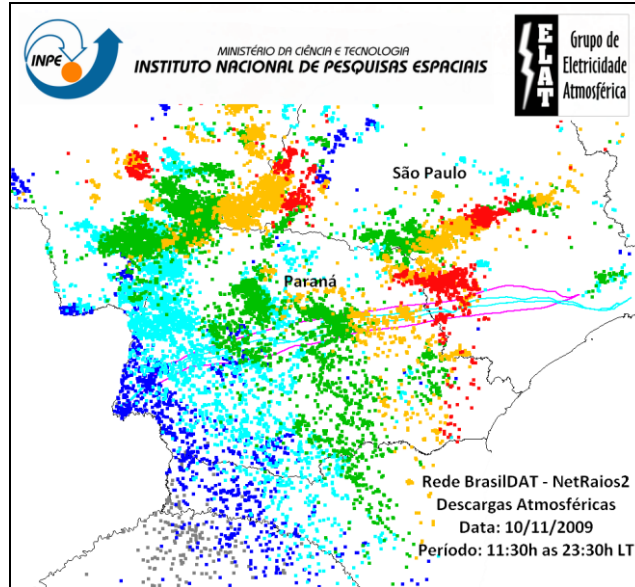 INPE
MINISTÉRIO DA CIÊNCIA E TECNOLOGIA
INSTITUTO NACIONAL DE PESQUISAS ESPACIAIS
ELAT
Grupo de
Eletricidade
Atmosférica
São Paulo
Paraná
Rede BrasilDAT - NetRaios2
Descargas Atmosféricas
Data: 10/11/2009
Período: 11:30h as 23:30h LT